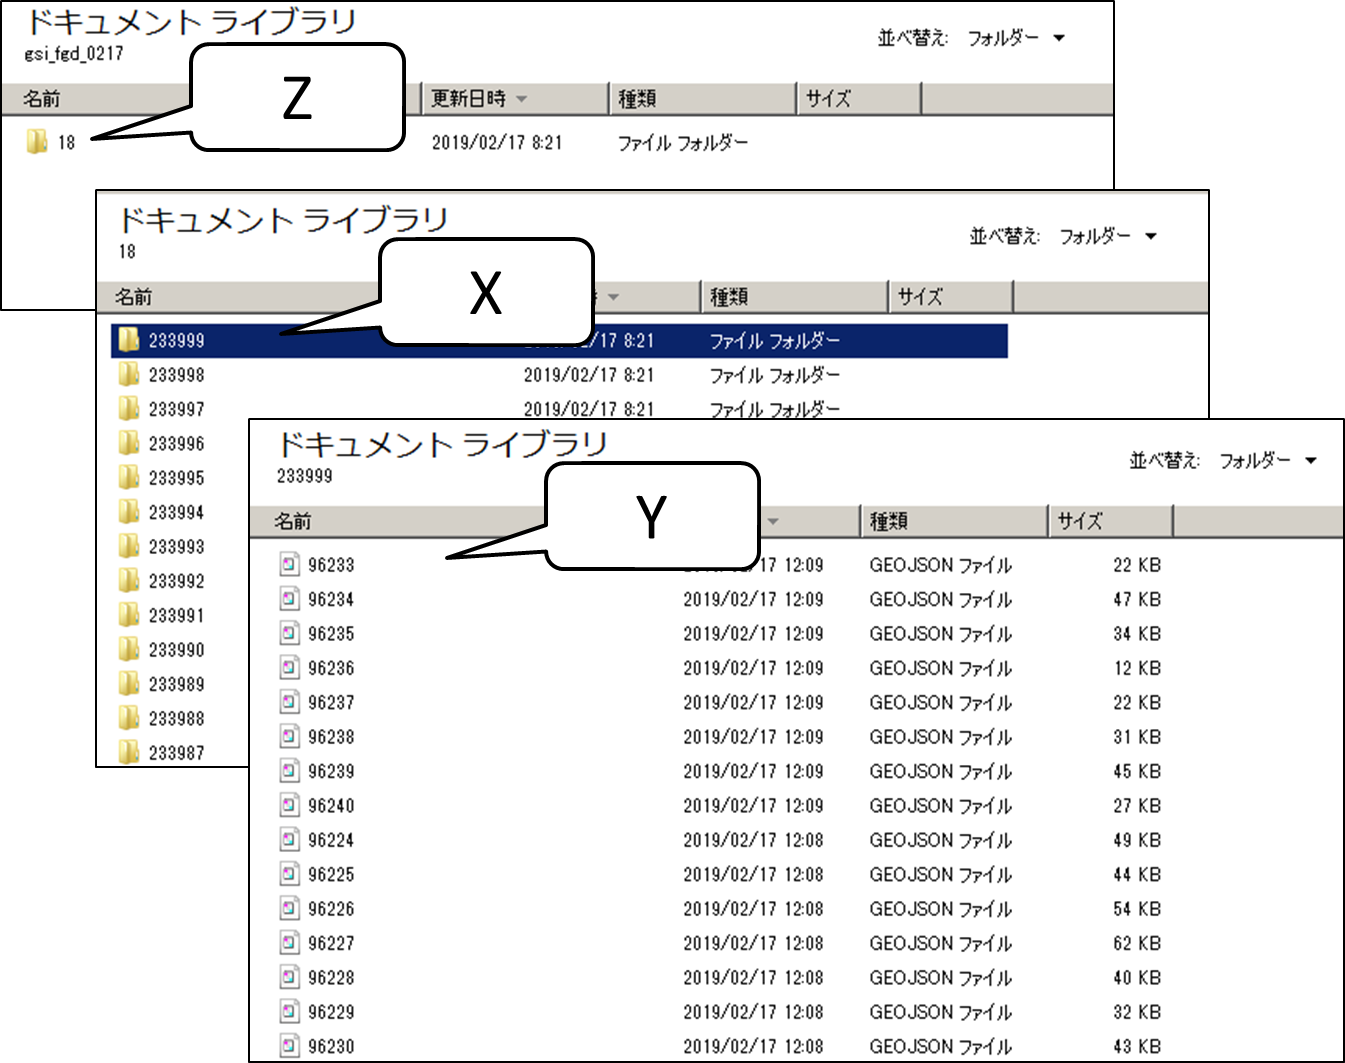 ドキュメント ライブラリ
gsi_fgd_0217
並べ替え: フォルダー
Z
名前 更新日時 種類 サイズ
18 2019/02/17 8:21 ファイル フォルダー
ドキュメント ライブラリ
18
並べ替え: フォルダー
X
名前 種類 サイズ
233999 /17 8:21 ファイル フォルダー
233998 2019/02/17 8:21 ファイル フォルダー
233997 2019/02/17 8:21 ファイル フォルダー
233996
233995
233994
233993
233992
233991
233990
233989
233988
233987
ドキュメント ライブラリ
233999
並べ替え: フォルダー
Y
名前 種類 サイズ
96233 /17 12:09 GEOJSON ファイル 22 KB
96234 2019/02/17 12:09 GEOJSON ファイル 47 KB
96235 2019/02/17 12:09 GEOJSON ファイル 34 KB
96236 2019/02/17 12:09 GEOJSON ファイル 12 KB
96237 2019/02/17 12:09 GEOJSON ファイル 22 KB
96238 2019/02/17 12:09 GEOJSON ファイル 31 KB
96239 2019/02/17 12:09 GEOJSON ファイル 45 KB
96240 2019/02/17 12:09 GEOJSON ファイル 27 KB
96224 2019/02/17 12:08 GEOJSON ファイル 49 KB
96225 2019/02/17 12:08 GEOJSON ファイル 44 KB
96226 2019/02/17 12:08 GEOJSON ファイル 54 KB
96227 2019/02/17 12:08 GEOJSON ファイル 62 KB
96228 2019/02/17 12:08 GEOJSON ファイル 40 KB
96229 2019/02/17 12:08 GEOJSON ファイル 32 KB
96230 2019/02/17 12:08 GEOJSON ファイル 43 KB